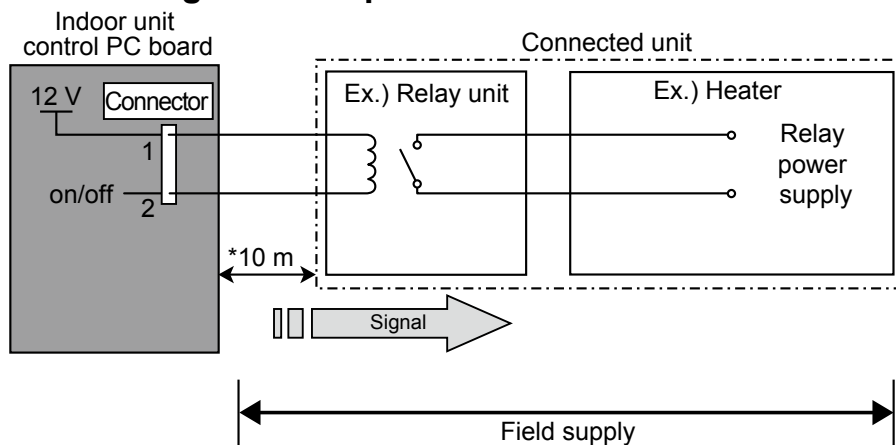 Indoor unit
control PC board
Connected unit
12 V
Connector
Ex.) Relay unit
Ex.) Heater
1
Relay
power
supply
on/off
2
*10 m
Signal
Field supply